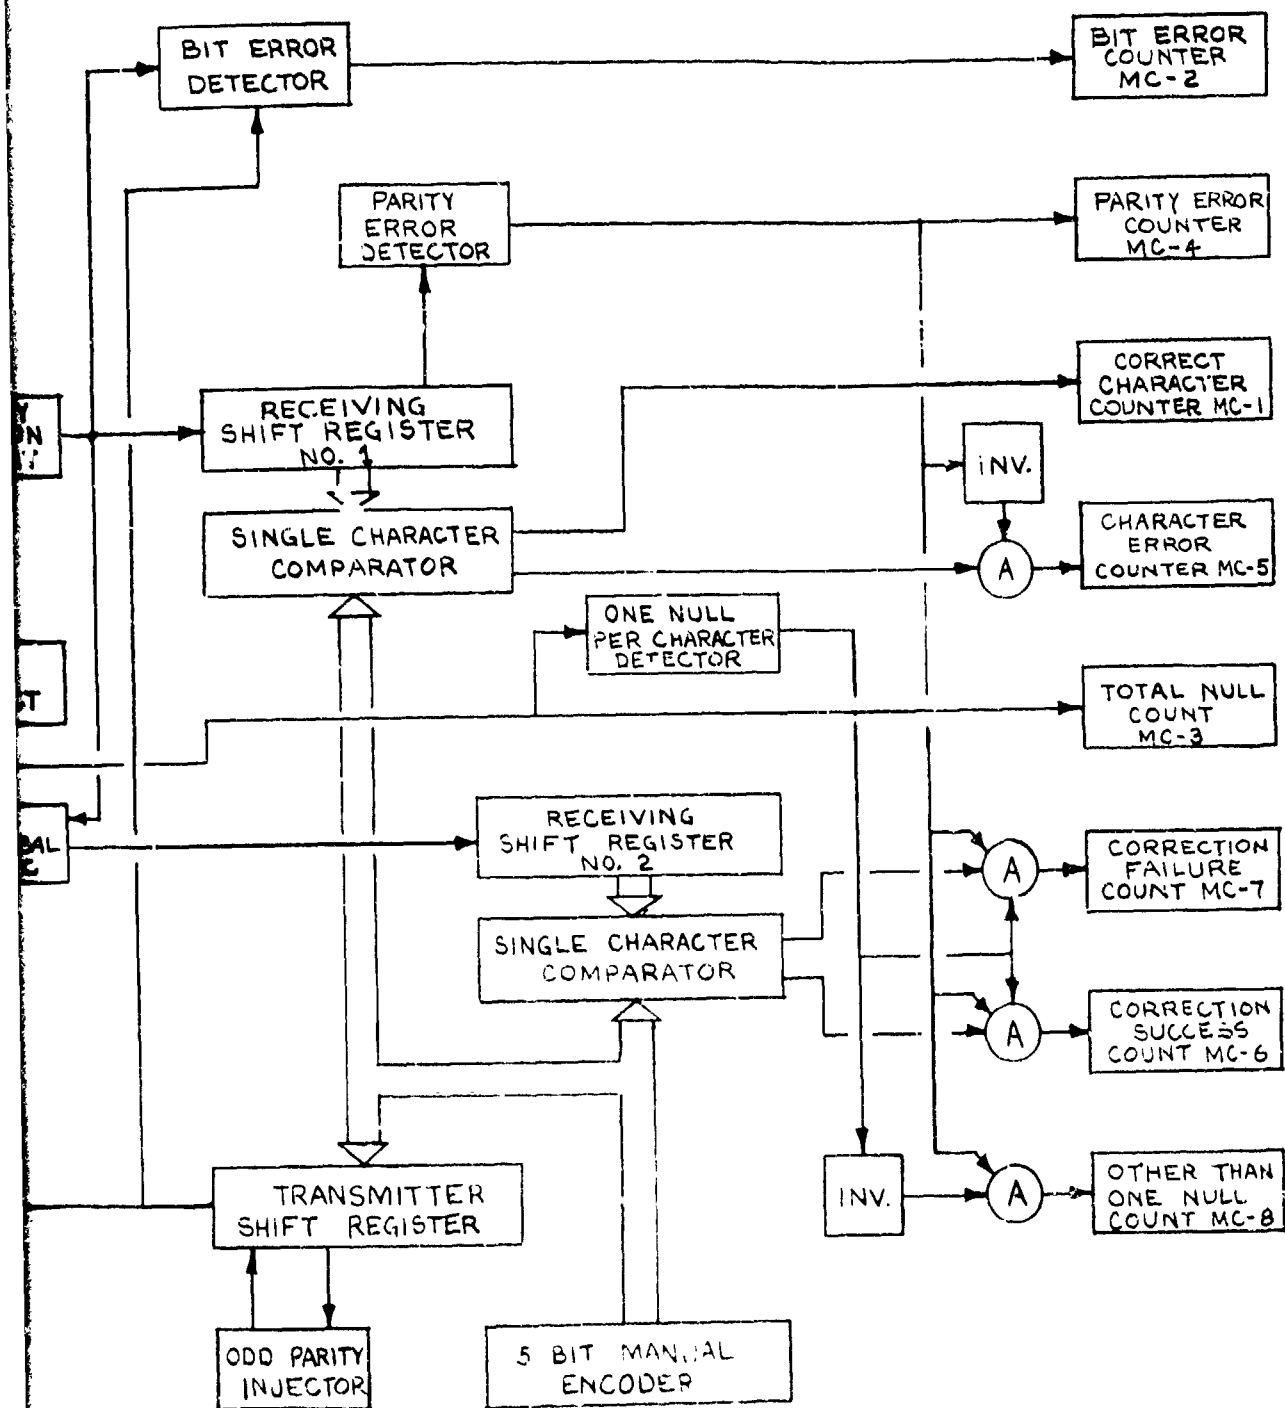 BIT ERROR
DETECTOR
BIT ERROR
COUNTER
MC-2
PARITY
ERROR
DETECTOR
PARITY ERROR
COUNTER
MC-4
CORRECT
CHARACTER
COUNTER MC-1
RECEIVING
SHIFT REGISTER
NO. 1
INV.
SINGLE CHARACTER
COMPARATOR
A
CHARACTER
ERROR
COUNTER MC-5
ONE NULL
PER CHARACTER
DETECTOR
TOTAL NULL
COUNT
MC-3
RECEIVING
SHIFT REGISTER
NO. 2
A
CORRECTION
FAILURE
COUNT MC-7
SINGLE CHARACTER
COMPARATOR
A
CORRECTION
SUCCESS
COUNT MC-6
TRANSMITTER
SHIFT REGISTER
INV.
A
OTHER THAN
ONE NULL
COUNT MC-8
ODD PARITY
INJECTOR
5 BIT MANUAL
ENCODER